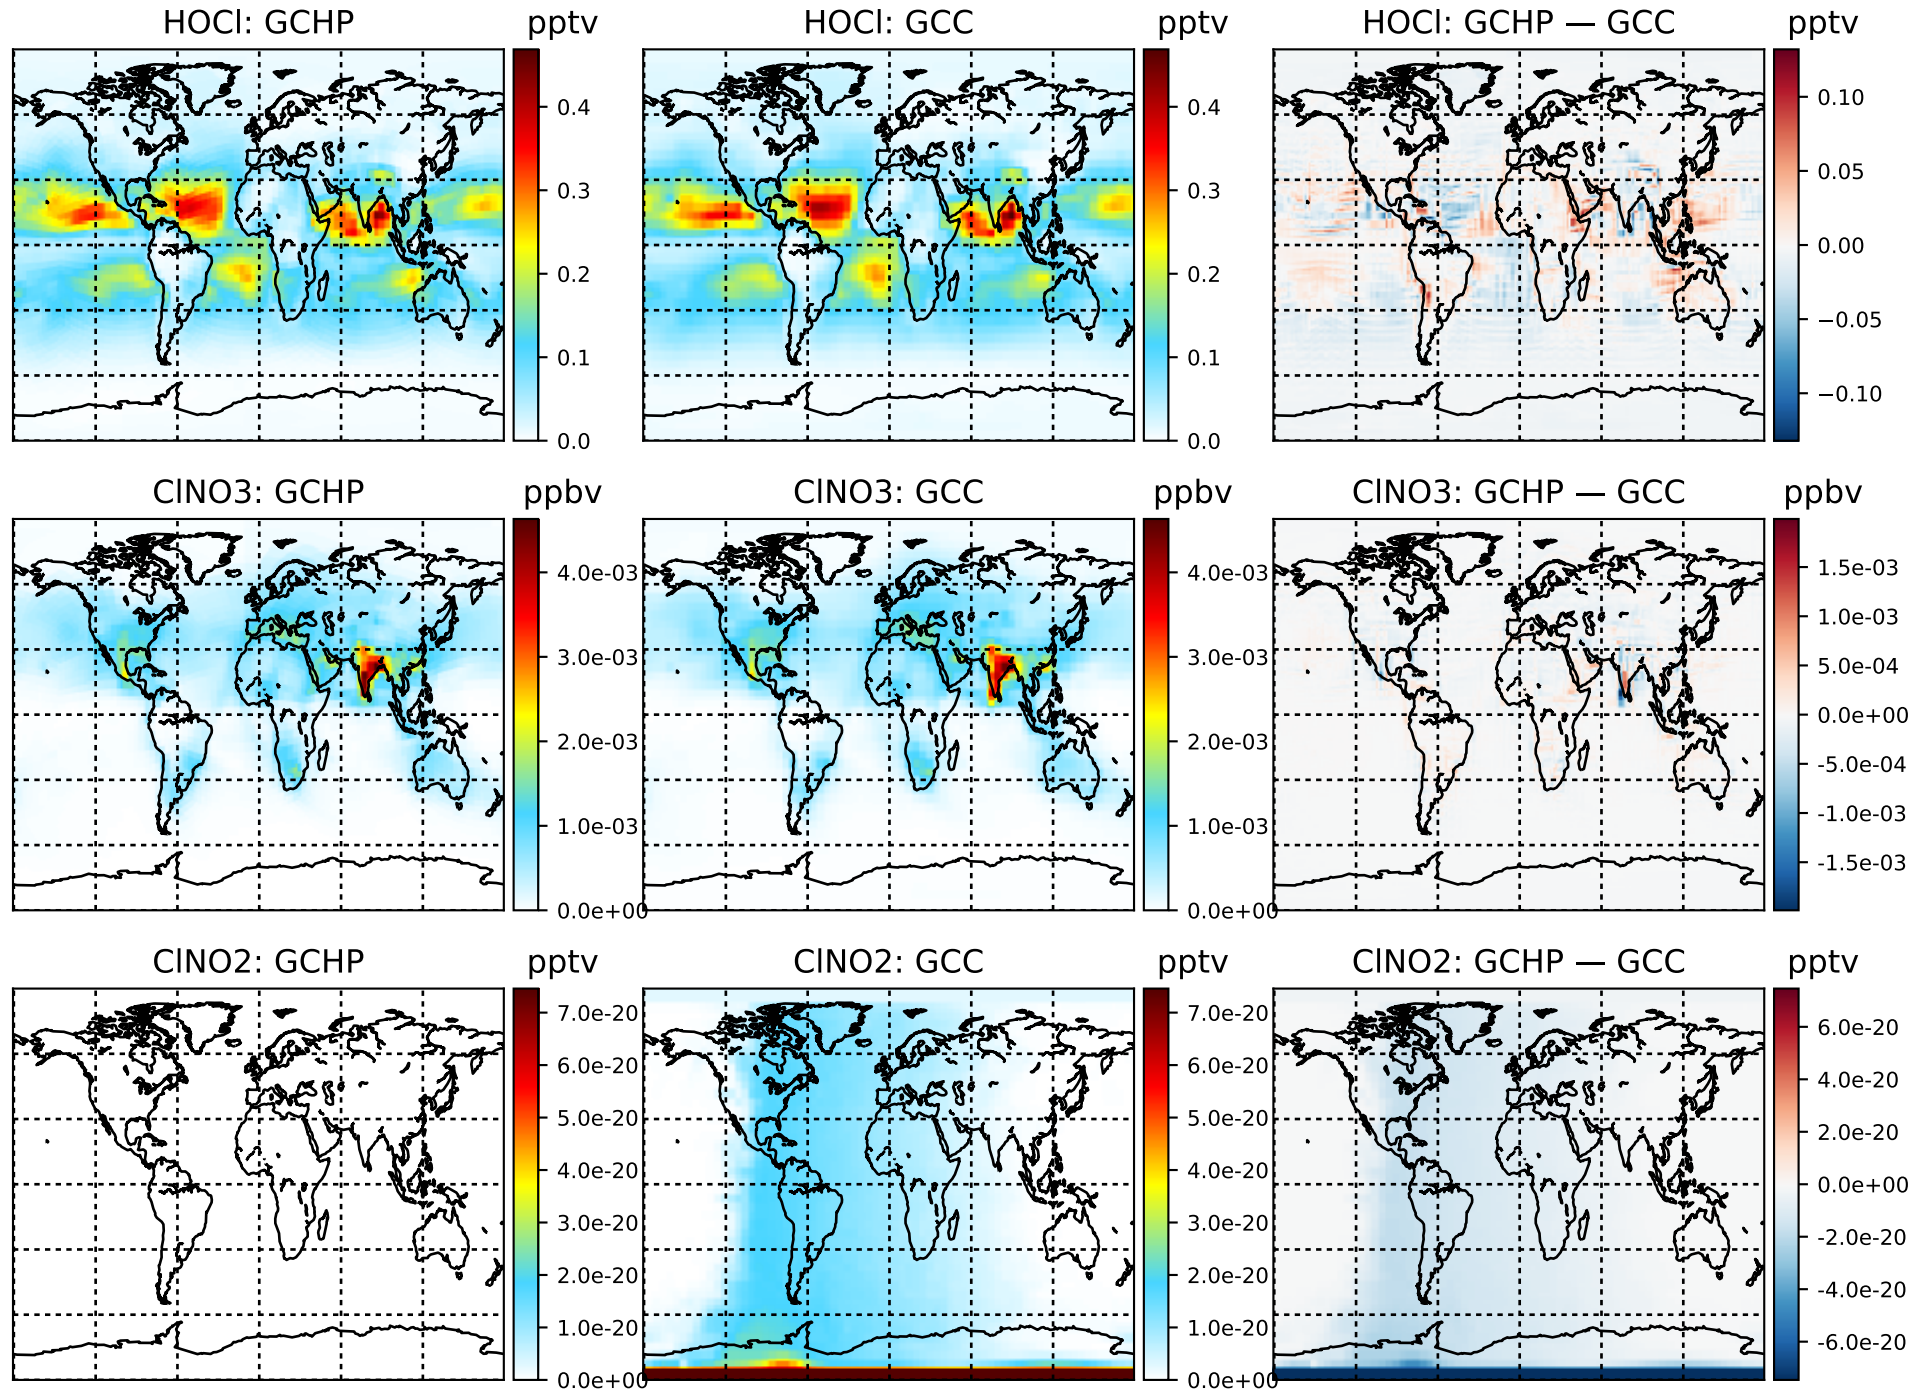 HOCl: GCHP
pptv
HOCl: GCC
pptv
HOCl: GCHP — GCC
pptv
0.4
0.3
0.2
0.1
0.0
0.4
0.3
0.2
0.1
0.0
0.10
0.05
0.00
−0.05
−0.10
ClNO3: GCHP
ppbv
ClNO3: GCC
ppbv
ClNO3: GCHP — GCC
ppbv
4.0e-03
3.0e-03
2.0e-03
1.0e-03
0.0e+00
4.0e-03
3.0e-03
2.0e-03
1.0e-03
0.0e+00
1.5e-03
1.0e-03
5.0e-04
0.0e+00
-5.0e-04
-1.0e-03
-1.5e-03
ClNO2: GCHP
pptv
ClNO2: GCC
pptv
ClNO2: GCHP — GCC
pptv
7.0e-20
6.0e-20
5.0e-20
4.0e-20
3.0e-20
2.0e-20
1.0e-20
0.0e+00
7.0e-20
6.0e-20
5.0e-20
4.0e-20
3.0e-20
2.0e-20
1.0e-20
0.0e+00
6.0e-20
4.0e-20
2.0e-20
0.0e+00
-2.0e-20
-4.0e-20
-6.0e-20